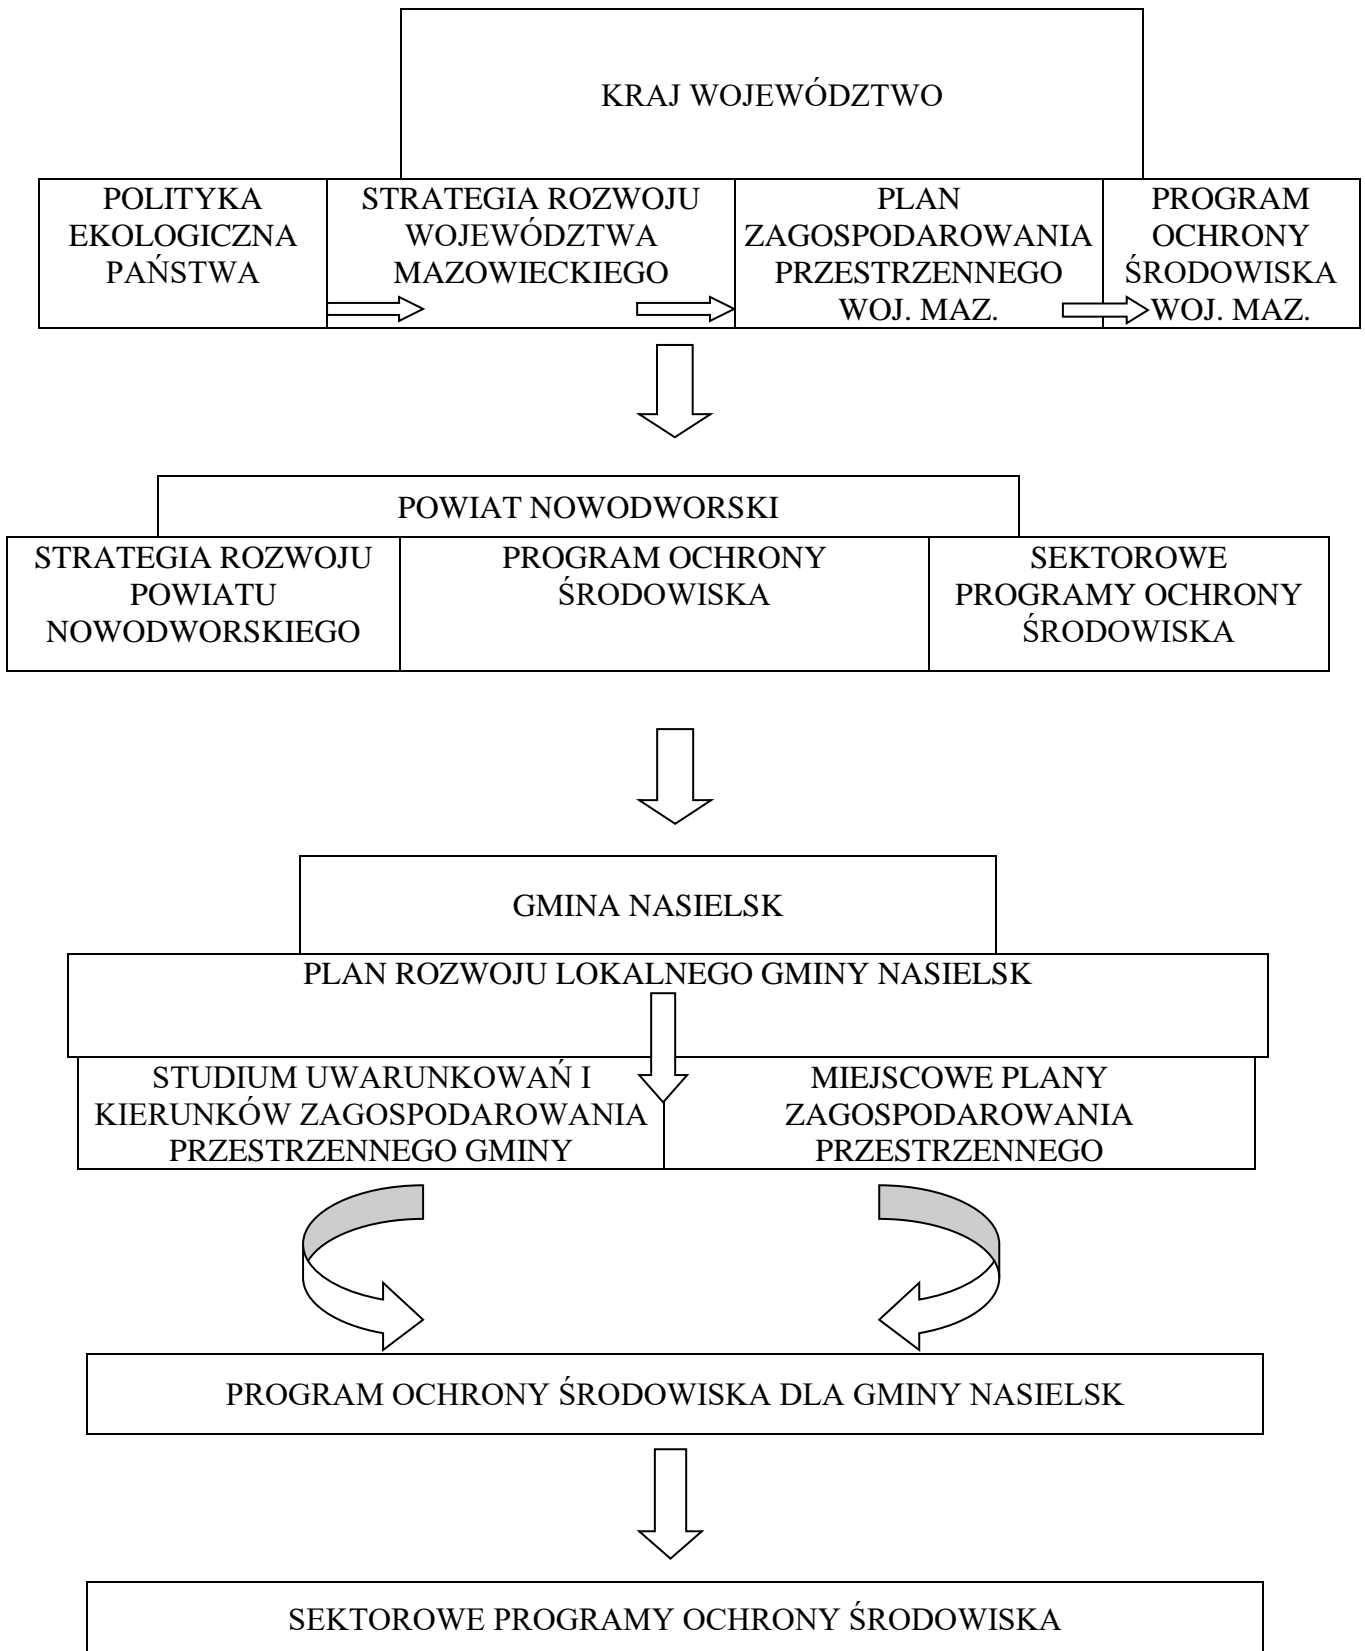 KRAJ WOJEWÓDZTWO
POLITYKA
EKOLOGICZNA
PAŃSTWA
STRATEGIA ROZWOJU
WOJEWÓDZTWA
MAZOWIECKIEGO
PLAN
ZAGOSPODAROWANIA
PRZESTRZENNEGO
WOJ. MAZ.
PROGRAM
OCHRONY
ŚRODOWISKA
WOJ. MAZ.
POWIAT NOWODWORSKI
STRATEGIA ROZWOJU
POWIATU
NOWODWORSKIEGO
PROGRAM OCHRONY
ŚRODOWISKA
SEKTOROWE
PROGRAMY OCHRONY
ŚRODOWISKA
GMINA NASIELSK
PLAN ROZWOJU LOKALNEGO GMINY NASIELSK
STUDIUM UWARUNKOWAŃ I
KIERUNKÓW ZAGOSPODAROWANIA
PRZESTRZENNEGO GMINY
MIEJSCOWE PLANY
ZAGOSPODAROWANIA
PRZESTRZENNEGO
PROGRAM OCHRONY ŚRODOWISKA DLA GMINY NASIELSK
SEKTOROWE PROGRAMY OCHRONY ŚRODOWISKA